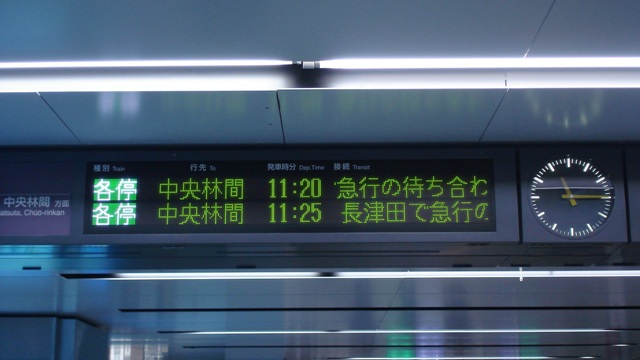 種別 Train 行先 To 発車時分 Dep.Time 接続 Transit
各停 中央林間 11:20 急行の待ち合わ
各停 中央林間 11:25 長津田で急行の
中央林間 方面
Chūō-rinkan